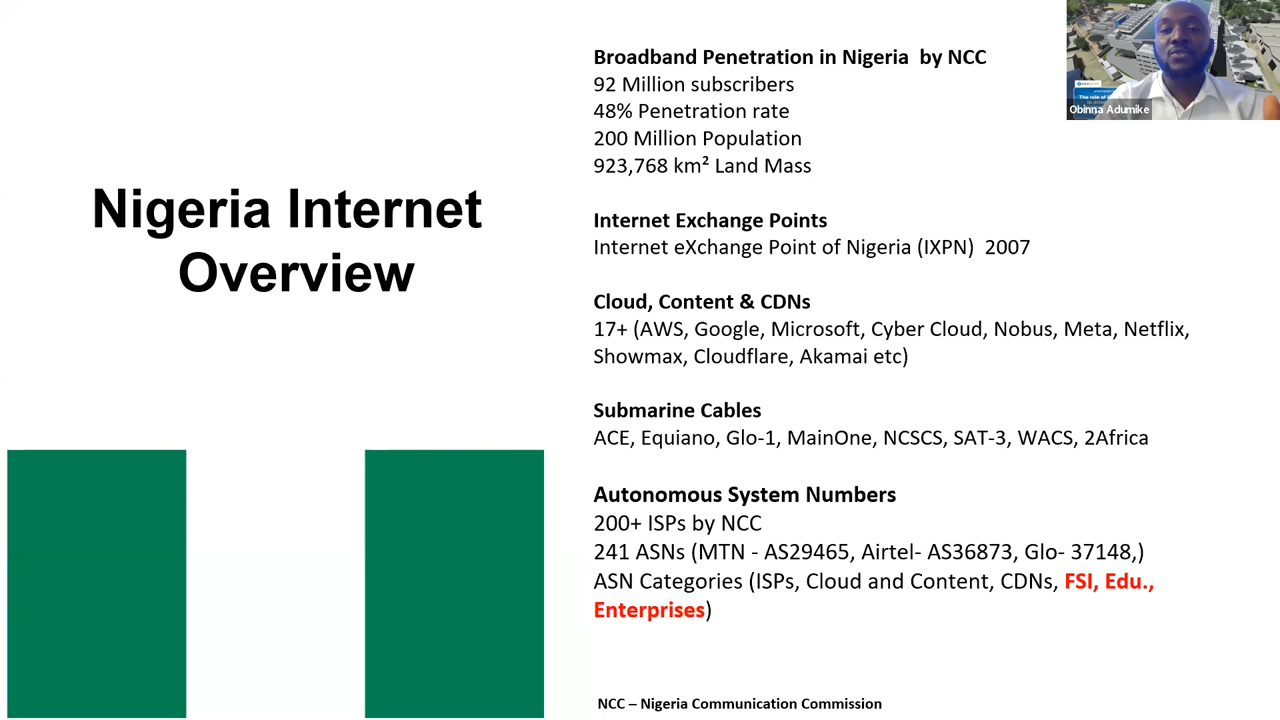 Nigeria Internet
Overview
Broadband Penetration in Nigeria by NCC
92 Million subscribers
48% Penetration rate
200 Million Population
923,768 km² Land Mass
Internet Exchange Points
Internet eXchange Point of Nigeria (IXPN) 2007
Cloud, Content & CDNs
17+ (AWS, Google, Microsoft, Cyber Cloud, Nobus, Meta, Netflix,
Showmax, Cloudflare, Akamai etc)
Submarine Cables
ACE, Equiano, Glo-1, MainOne, NCSCS, SAT-3, WACS, 2Africa
Autonomous System Numbers
200+ ISPs by NCC
241 ASNs (MTN - AS29465, Airtel- AS36873, Glo- 37148,)
ASN Categories (ISPs, Cloud and Content, CDNs, FSI, Edu.,
Enterprises)
NCC – Nigeria Communication Commission
The role of
Obinna Adumike